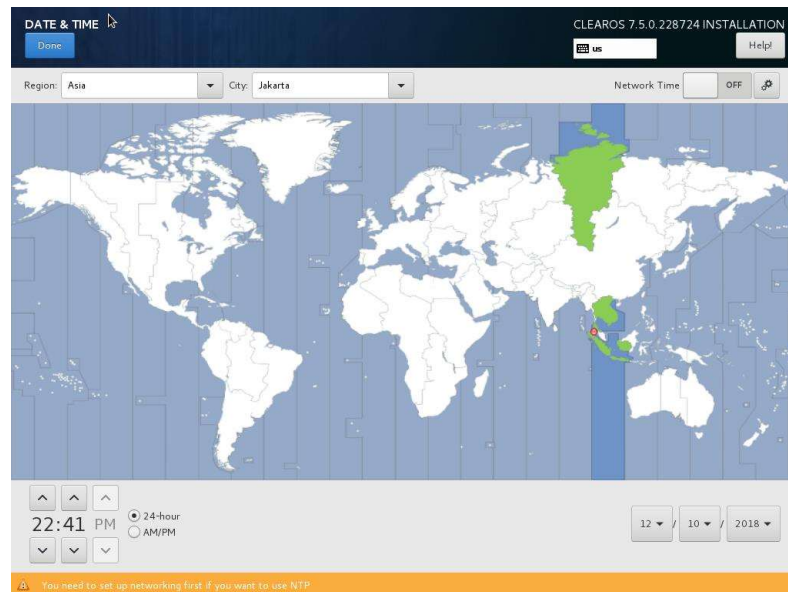 DATE & TIME
CLEAROS 7.5.0.228724 INSTALLATION
Done
us
Help!
Region: Asia City: Jakarta Network Time OFF
22:41 PM
24-hour
AM/PM
12 / 10 / 2018
You need to set up networking first if you want to use NTP